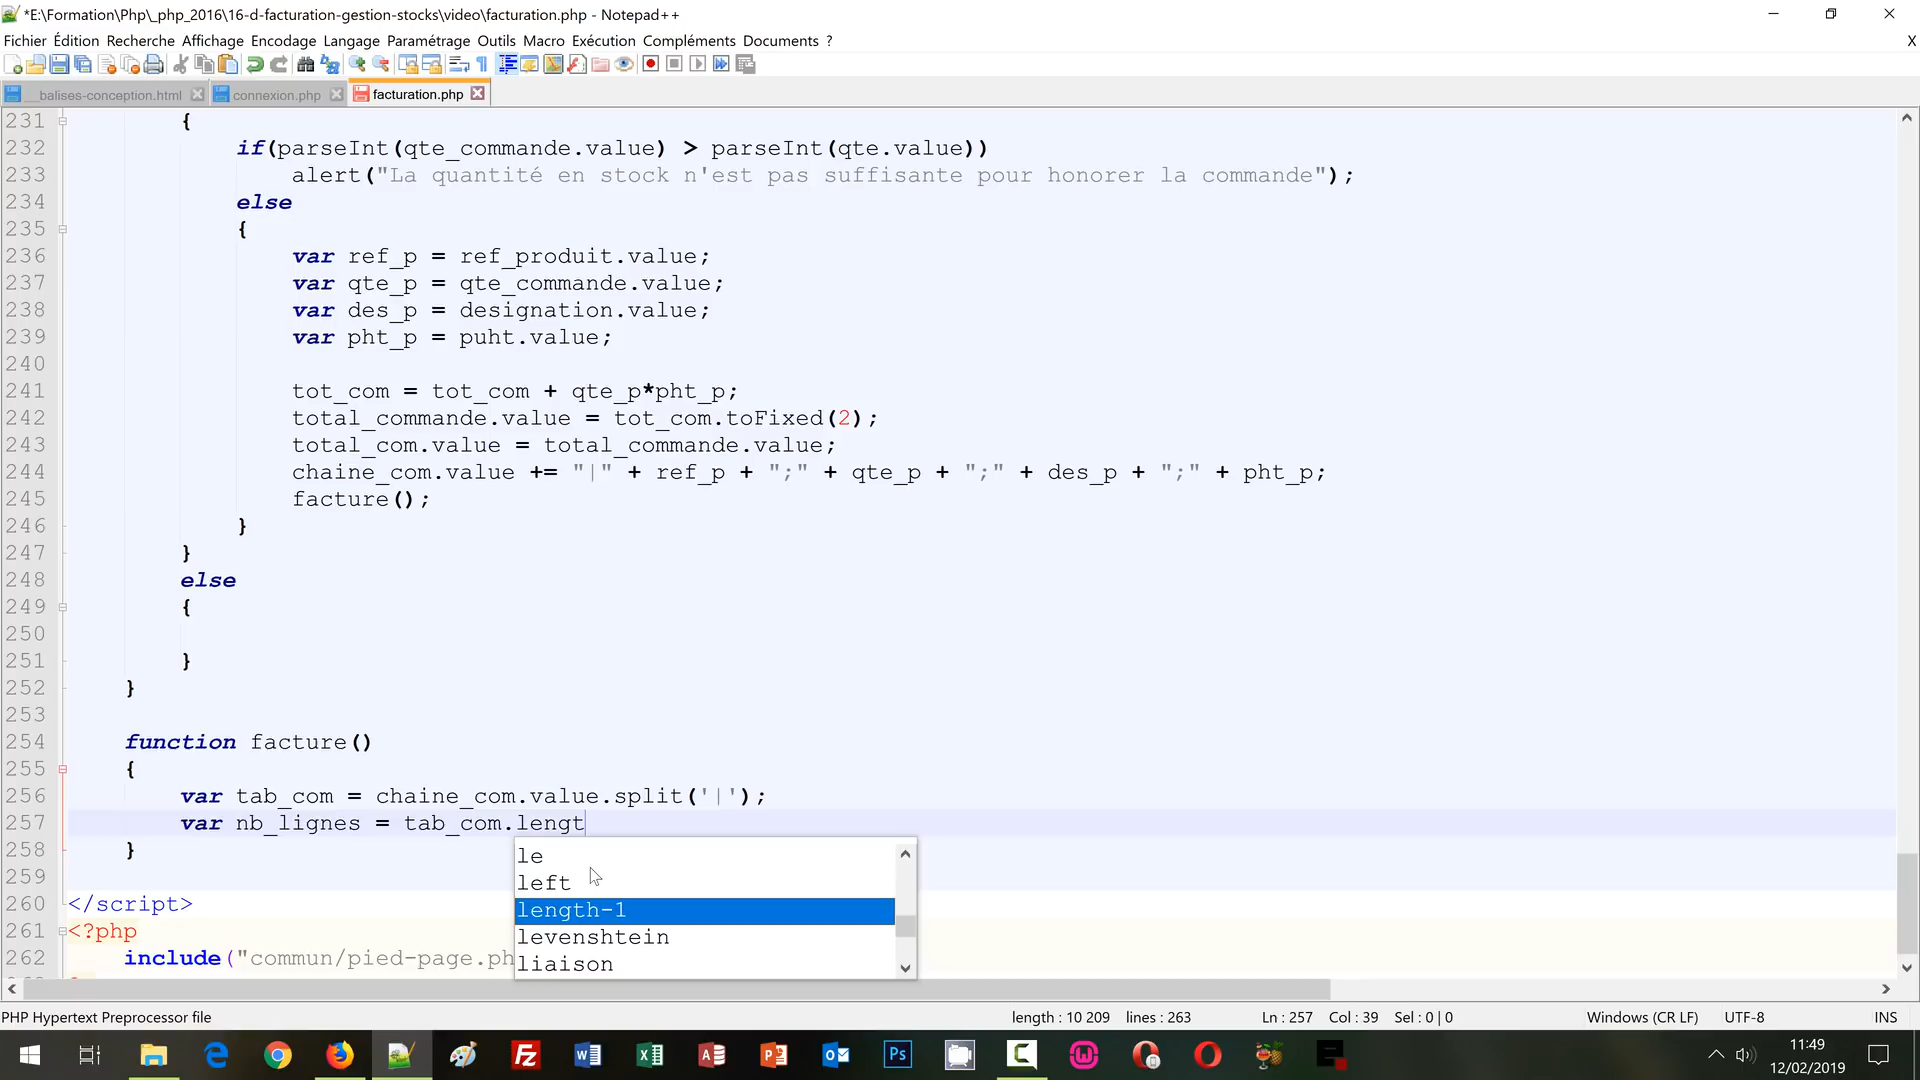 *E:\Formation\Php\_php_2016\16-d-facturation-gestion-stocks\video\facturation.php - Notepad++
Fichier Édition Recherche Affichage Encodage Langage Paramétrage Outils Macro Exécution Compléments Documents ?
X
__balises-conception.html connexion.php facturation.php
231 {
232 if(parseInt(qte_commande.value) > parseInt(qte.value))
233 alert("La quantité en stock n'est pas suffisante pour honorer la commande");
234 else
235 {
236 var ref_p = ref_produit.value;
237 var qte_p = qte_commande.value;
238 var des_p = designation.value;
239 var pht_p = puht.value;
240
241 tot_com = tot_com + qte_p*pht_p;
242 total_commande.value = tot_com.toFixed(2);
243 total_com.value = total_commande.value;
244 chaine_com.value += "|" + ref_p + ";" + qte_p + ";" + des_p + ";" + pht_p;
245 facture();
246 }
247 }
248 else
249 {
250
251 }
252 }
253
254 function facture()
255 {
256 var tab_com = chaine_com.value.split('|');
257 var nb_lignes = tab_com.lengt
258 }
le
left
length-1
levenshtein
liaison
259
260 </script>
261 <?php
262 include("commun/pied-page.ph
PHP Hypertext Preprocessor file length : 10 209 lines : 263 Ln : 257 Col : 39 Sel : 0 | 0 Windows (CR LF) UTF-8 INS
11:49
12/02/2019